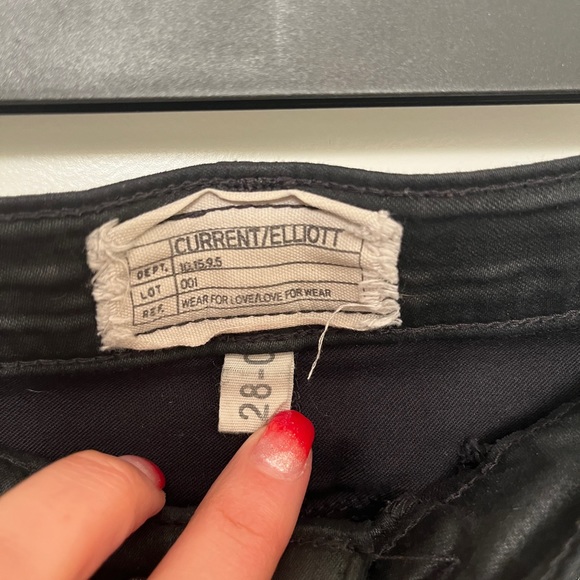 CURRENT/ELLIOTT
DEPT. 10.15.9.5
LOT 001
REF. WEAR FOR LOVE/LOVE FOR WEAR
28-0